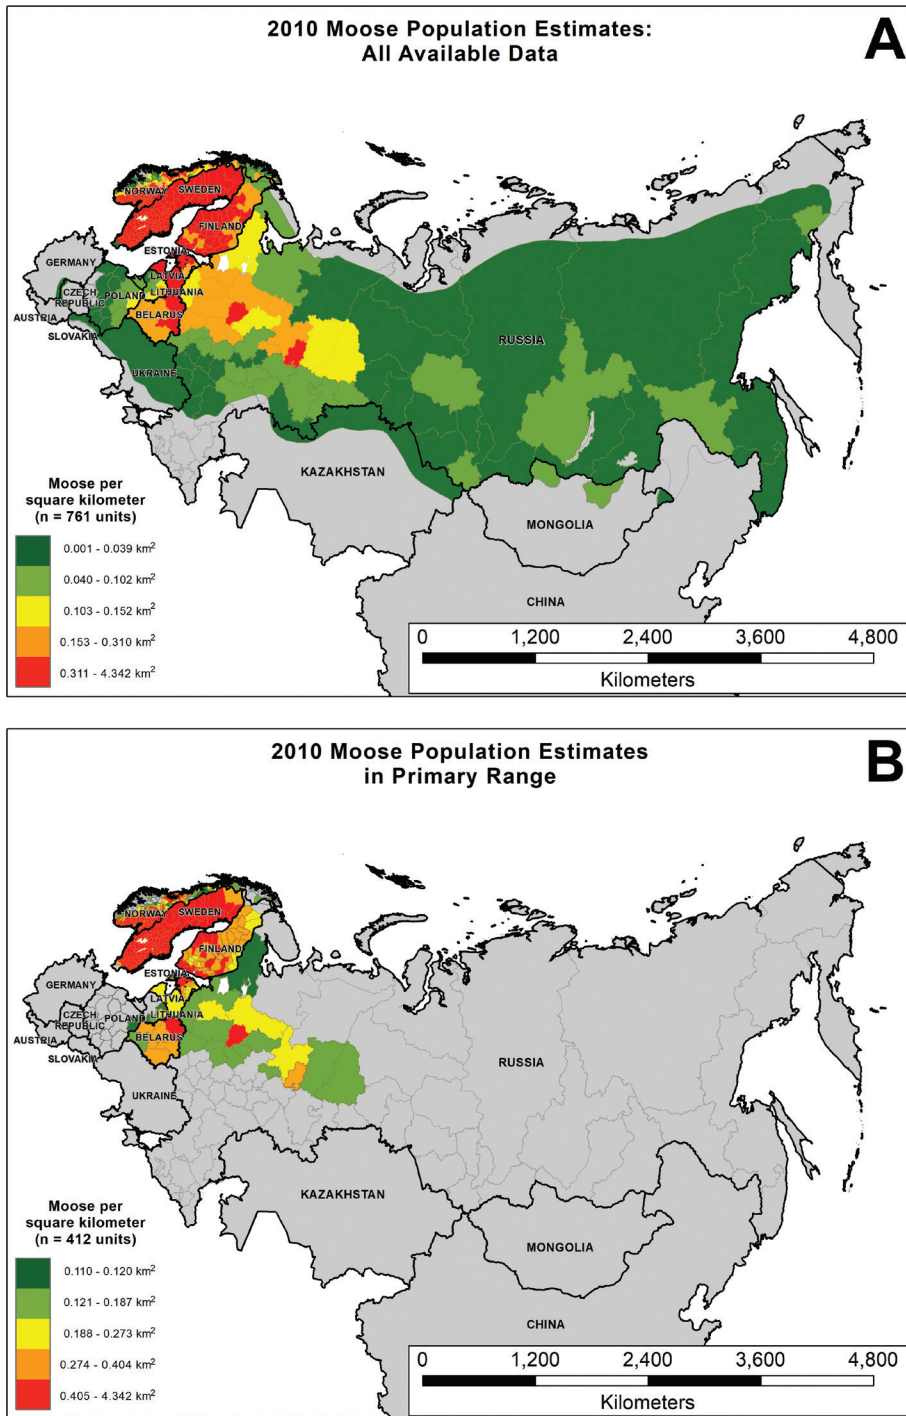 2010 Moose Population Estimates:
All Available Data
A
NORWAY
SWEDEN
FINLAND
ESTONIA
GERMANY
LATVIA
CZECH
REPUBLIC
POLAND
LITHUANIA
AUSTRIA
BELARUS
SLOVAKIA
RUSSIA
UKRAINE
KAZAKHSTAN
MONGOLIA
CHINA
Moose per
square kilometer
(n = 761 units)
0.001 - 0.039 km²
0.040 - 0.102 km²
0.103 - 0.152 km²
0.153 - 0.310 km²
0.311 - 4.342 km²
0 1,200 2,400 3,600 4,800
Kilometers
2010 Moose Population Estimates
in Primary Range
B
NORWAY
SWEDEN
FINLAND
ESTONIA
GERMANY
LATVIA
CZECH
REPUBLIC
POLAND
LITHUANIA
AUSTRIA
BELARUS
SLOVAKIA
RUSSIA
UKRAINE
KAZAKHSTAN
MONGOLIA
CHINA
Moose per
square kilometer
(n = 412 units)
0.110 - 0.120 km²
0.121 - 0.187 km²
0.188 - 0.273 km²
0.274 - 0.404 km²
0.405 - 4.342 km²
0 1,200 2,400 3,600 4,800
Kilometers